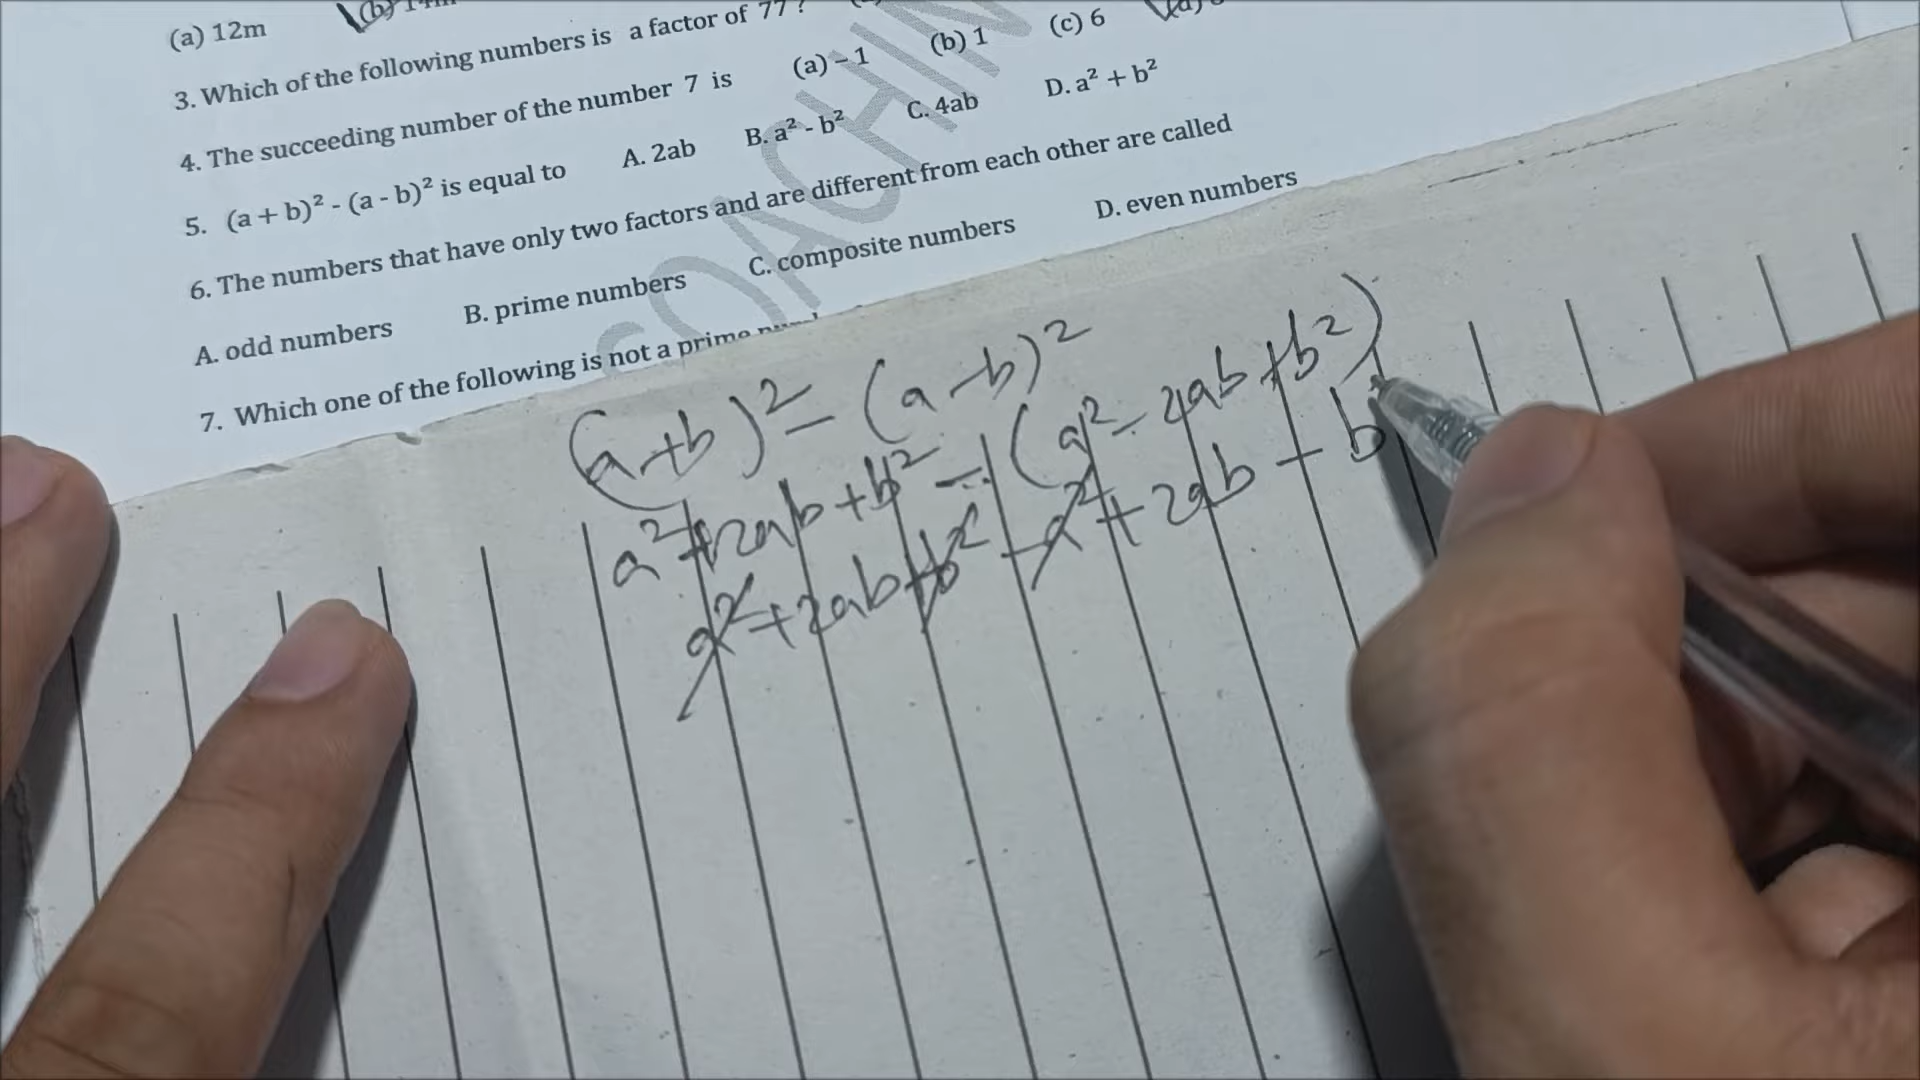 (a) 12m (b) 14m
3. Which of the following numbers is a factor of 77?
4. The succeeding number of the number 7 is (a) – 1 (b) 1 (c) 6
5. (a + b)² - (a - b)² is equal to A. 2ab B. a² - b² C. 4ab D. a² + b²
6. The numbers that have only two factors and are different from each other are called
A. odd numbers B. prime numbers C. composite numbers D. even numbers
7. Which one of the following is not a prime
COACHIN
(a+b)² – (a–b)²
a²+2ab+b² – (a² – 2ab+b²)
a²+2ab+b² – a²+2ab – b